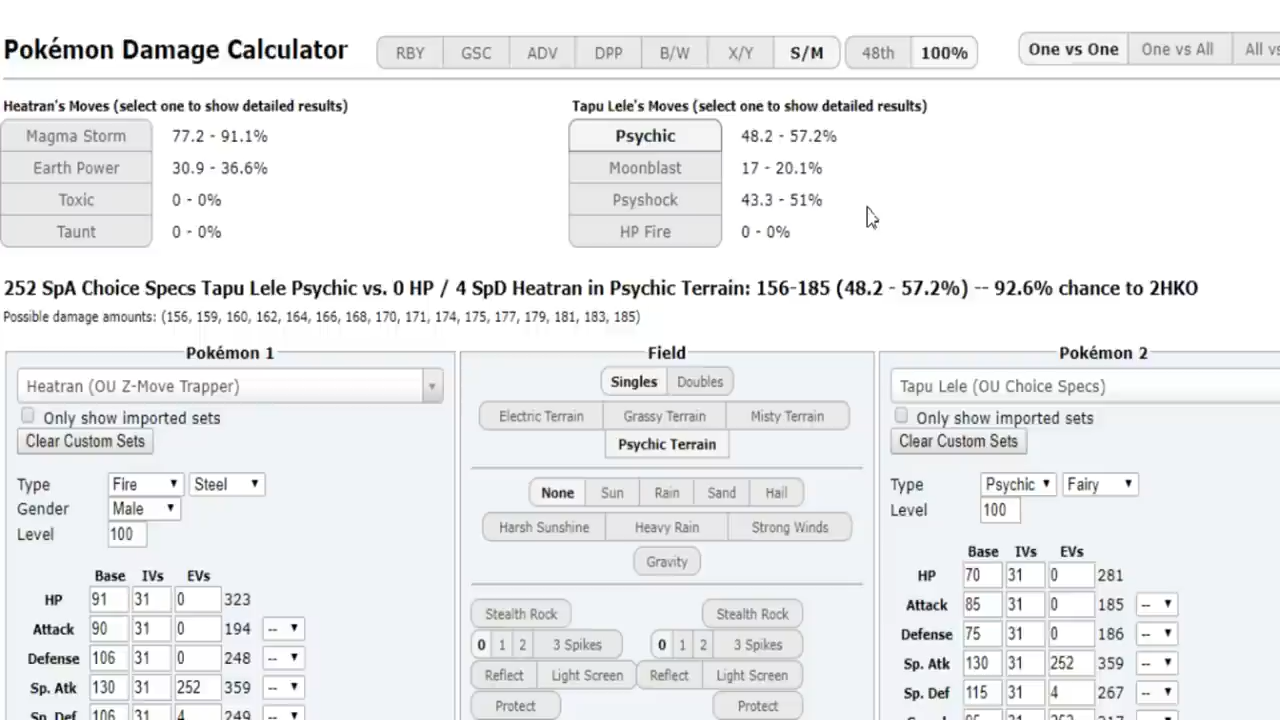 Pokémon Damage Calculator
RBY GSC ADV DPP B/W X/Y S/M 48th 100% One vs One One vs All All vs
Heatran's Moves (select one to show detailed results)
Tapu Lele's Moves (select one to show detailed results)
Magma Storm 77.2 - 91.1%
Psychic 48.2 - 57.2%
Earth Power 30.9 - 36.6%
Moonblast 17 - 20.1%
Toxic 0 - 0%
Psyshock 43.3 - 51%
Taunt 0 - 0%
HP Fire 0 - 0%
252 SpA Choice Specs Tapu Lele Psychic vs. 0 HP / 4 SpD Heatran in Psychic Terrain: 156-185 (48.2 - 57.2%) -- 92.6% chance to 2HKO
Possible damage amounts: (156, 159, 160, 162, 164, 166, 168, 170, 171, 174, 175, 177, 179, 181, 183, 185)
Pokémon 1
Heatran (OU Z-Move Trapper)
Only show imported sets
Clear Custom Sets
Type Fire Steel
Gender Male
Level 100
Base IVs EVs
HP 91 31 0 323
Attack 90 31 0 194 --
Defense 106 31 0 248 --
Sp. Atk 130 31 252 359 --
Sp. Def 106 31 4 249 --
Field
Singles Doubles
Electric Terrain Grassy Terrain Misty Terrain
Psychic Terrain
None Sun Rain Sand Hail
Harsh Sunshine Heavy Rain Strong Winds
Gravity
Stealth Rock Stealth Rock
0 1 2 3 Spikes 0 1 2 3 Spikes
Reflect Light Screen Reflect Light Screen
Protect Protect
Pokémon 2
Tapu Lele (OU Choice Specs)
Only show imported sets
Clear Custom Sets
Type Psychic Fairy
Level 100
Base IVs EVs
HP 70 31 0 281
Attack 85 31 0 185 --
Defense 75 31 0 186 --
Sp. Atk 130 31 252 359 --
Sp. Def 115 31 4 267 --